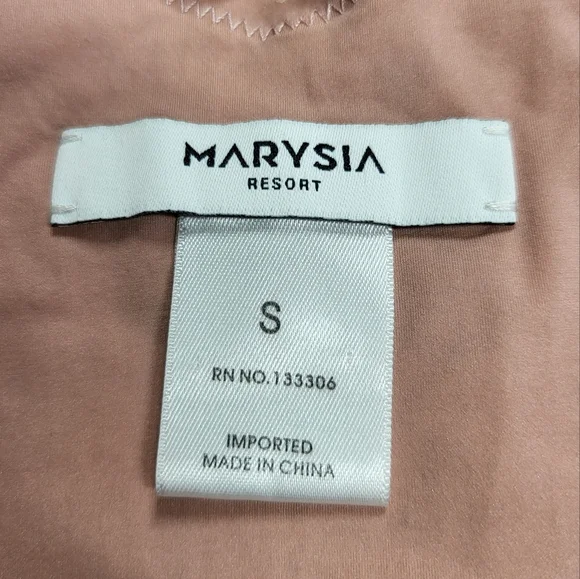 MARYSIA
RESORT
S
RN NO.133306
IMPORTED
MADE IN CHINA